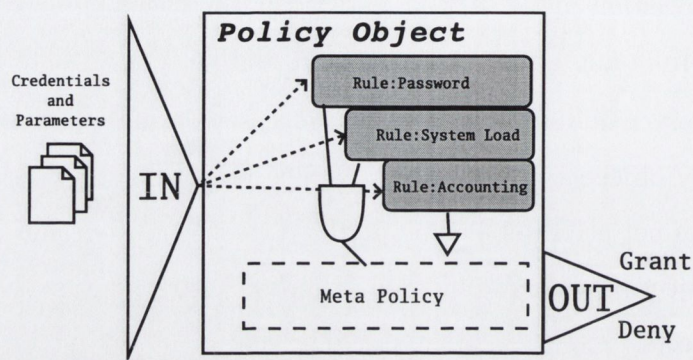 Policy Object
Credentials
and
Parameters
Rule:Password
Rule:System Load
Rule:Accounting
IN
Meta Policy
OUT
Grant
Deny